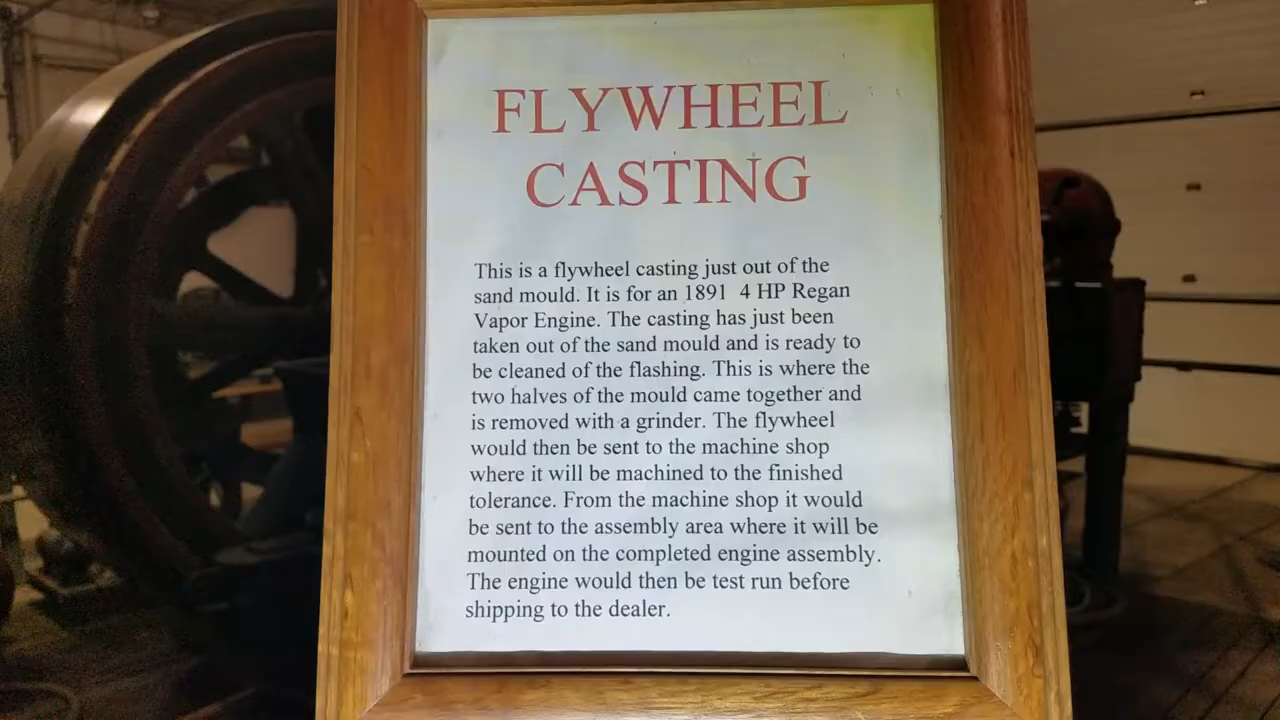 FLYWHEEL
CASTING
This is a flywheel casting just out of the
sand mould. It is for an 1891  4 HP Regan
Vapor Engine. The casting has just been
taken out of the sand mould and is ready to
be cleaned of the flashing. This is where the
two halves of the mould came together and
is removed with a grinder. The flywheel
would then be sent to the machine shop
where it will be machined to the finished
tolerance. From the machine shop it would
be sent to the assembly area where it will be
mounted on the completed engine assembly.
The engine would then be test run before
shipping to the dealer.